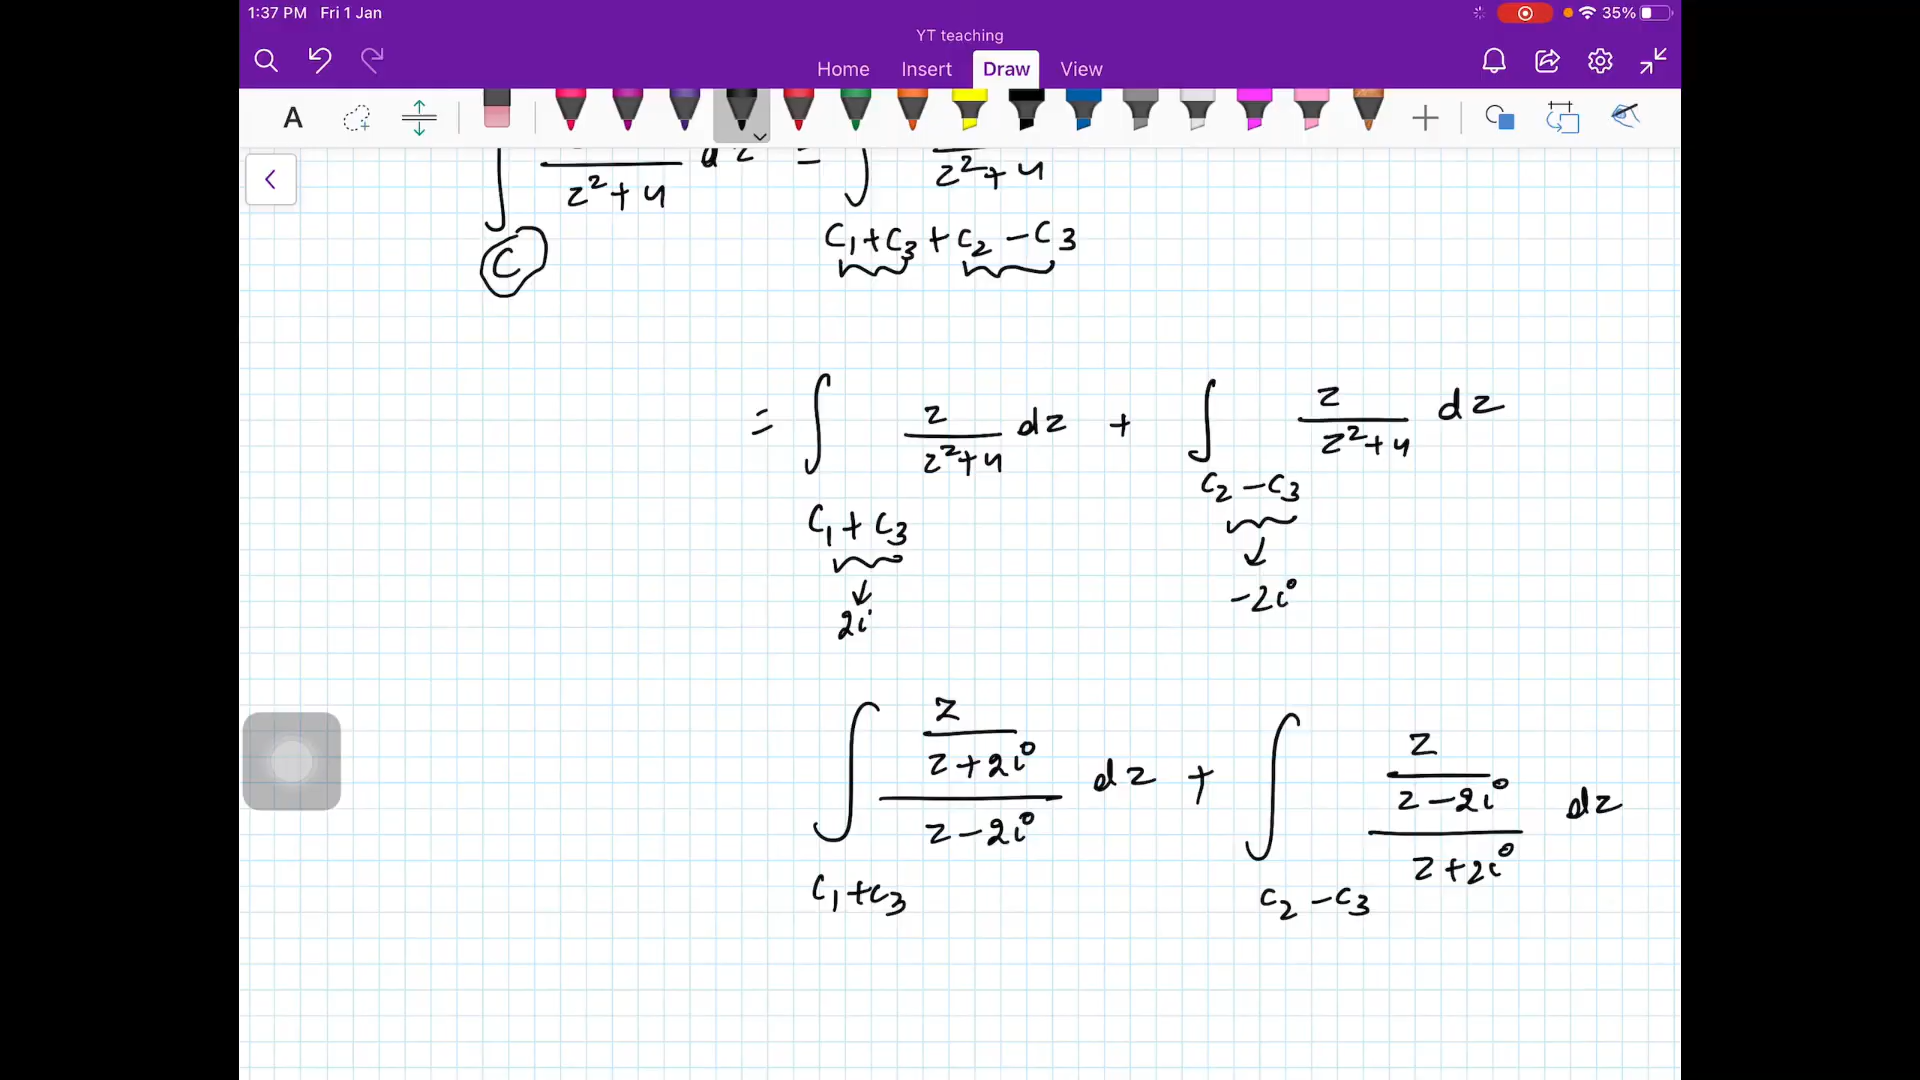 1:37 PM Fri 1 Jan
35%
YT teaching
Home Insert Draw View
A
∫ ─── dz = ∫ ───
z²+4 z²+4
C C₁+C₃+C₂-C₃
= ∫ z/(z²+4) dz + ∫ z/(z²+4) dz
C₁+C₃ C₂-C₃
↓ ↓
2i -2i
∫ (z/(z+2i))/(z-2i) dz + ∫ (z/(z-2i))/(z+2i) dz
C₁+C₃ C₂-C₃